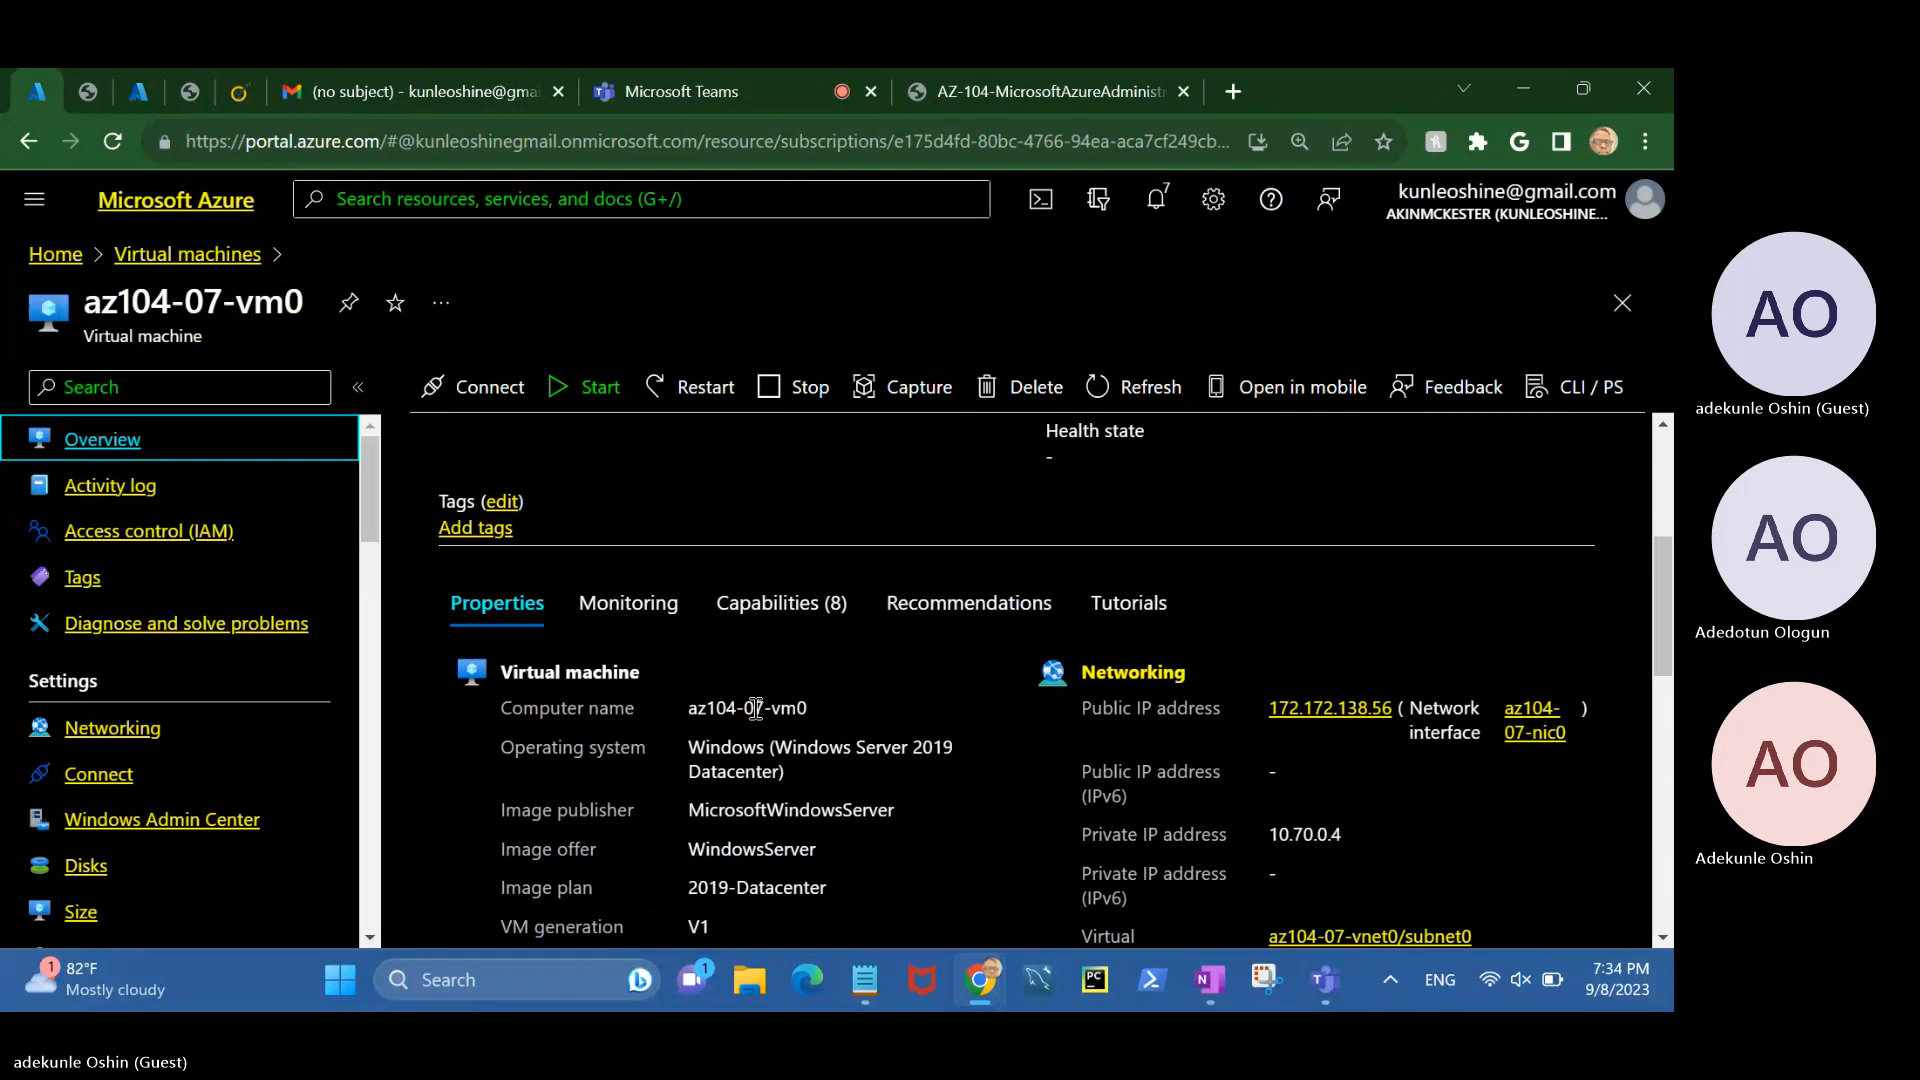 (no subject) - kunleoshine@gma
Microsoft Teams
AZ-104-MicrosoftAzureAdministr
https://portal.azure.com/#@kunleoshinegmail.onmicrosoft.com/resource/subscriptions/e175d4fd-80bc-4766-94ea-aca7cf249cb...
Microsoft Azure
Search resources, services, and docs (G+/)
7
kunleoshine@gmail.com
AKINMCKESTER (KUNLEOSHINE...
Home > Virtual machines >
az104-07-vm0
Virtual machine
Search
Connect
Start
Restart
Stop
Capture
Delete
Refresh
Open in mobile
Feedback
CLI / PS
Overview
Activity log
Access control (IAM)
Tags
Diagnose and solve problems
Settings
Networking
Connect
Windows Admin Center
Disks
Size
Health state
-
Tags (edit)
Add tags
Properties
Monitoring
Capabilities (8)
Recommendations
Tutorials
Virtual machine
Computer name az104-07-vm0
Operating system Windows (Windows Server 2019
Datacenter)
Image publisher MicrosoftWindowsServer
Image offer WindowsServer
Image plan 2019-Datacenter
VM generation V1
Networking
Public IP address 172.172.138.56 ( Network az104- )
interface 07-nic0
Public IP address -
(IPv6)
Private IP address 10.70.0.4
Private IP address -
(IPv6)
Virtual az104-07-vnet0/subnet0
AO
adekunle Oshin (Guest)
AO
Adedotun Ologun
AO
Adekunle Oshin
1
82°F
Mostly cloudy
Search
1
PC
N
ENG
7:34 PM
9/8/2023
adekunle Oshin (Guest)